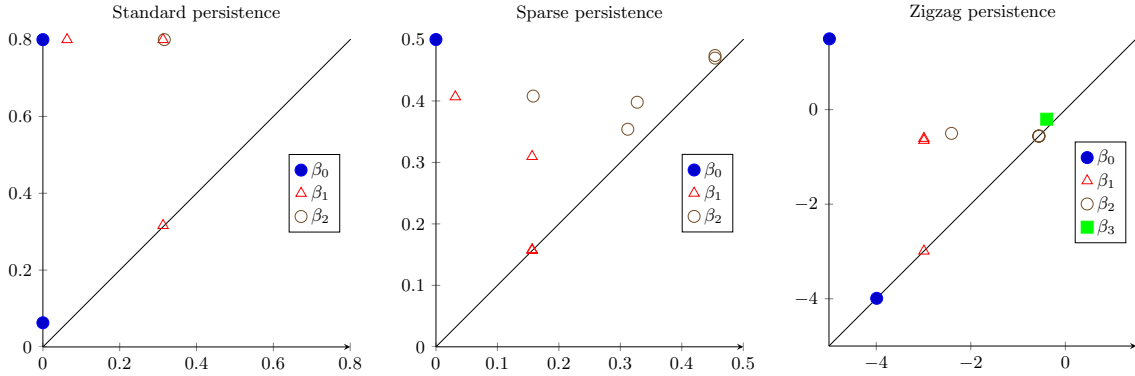 Standard persistence
0.8
0.6
0.4
0.2
0
0 0.2 0.4 0.6 0.8
β₀
β₁
β₂
Sparse persistence
0.5
0.4
0.3
0.2
0.1
0
0 0.1 0.2 0.3 0.4 0.5
β₀
β₁
β₂
Zigzag persistence
0
−2
−4
−4 −2 0
β₀
β₁
β₂
β₃